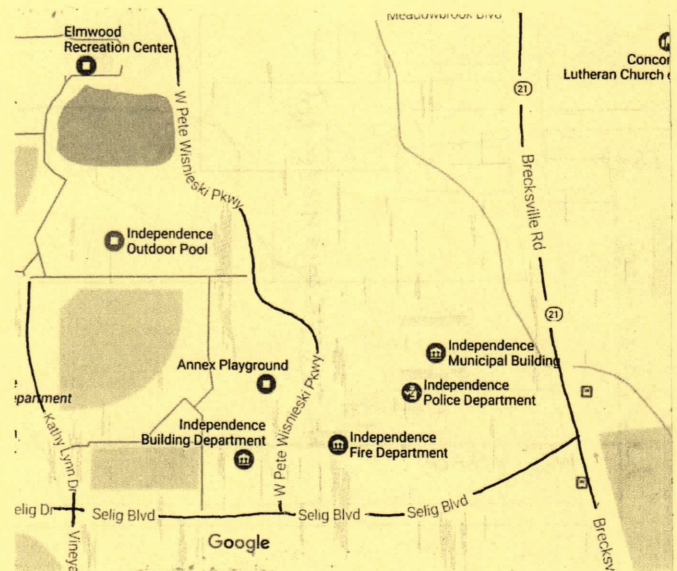 Meadowbrook Blvd
Elmwood
Recreation Center
Concor
Lutheran Church
21
W Pete Wisnieski Pkwy
Brecksville Rd
Independence
Outdoor Pool
21
Independence
Municipal Building
Annex Playground
W Pete Wisnieski Pkwy
Independence
Police Department
epartment
Kathy Lynn Dr
Independence
Building Department
Independence
Fire Department
elig Dr
Selig Blvd
Selig Blvd
Selig Blvd
Vineya
Google
Brecksv